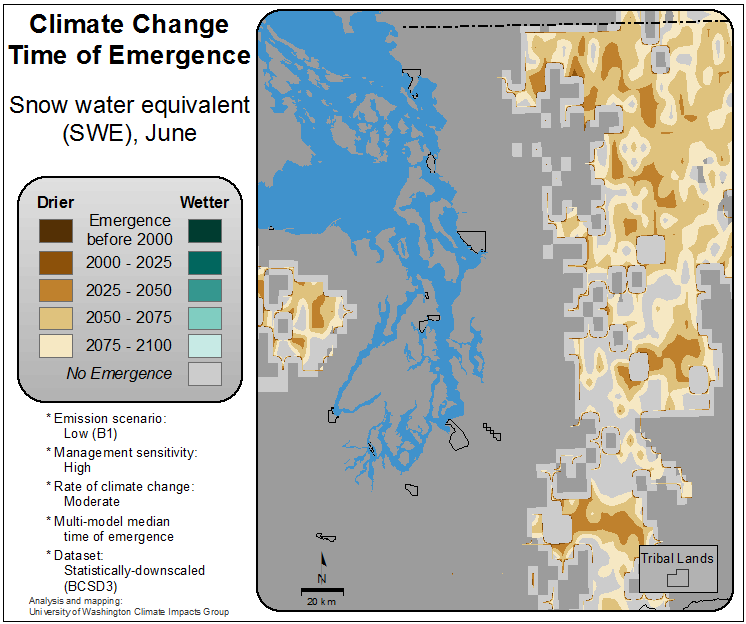 Climate Change
Time of Emergence
Snow water equivalent
(SWE), June
Drier
Wetter
Emergence
before 2000
2000 - 2025
2025 - 2050
2050 - 2075
2075 - 2100
No Emergence
* Emission scenario:
Low (B1)
* Management sensitivity:
High
* Rate of climate change:
Moderate
* Multi-model median
time of emergence
* Dataset:
Statistically-downscaled
(BCSD3)
Analysis and mapping:
University of Washington Climate Impacts Group
N
20 km
Tribal Lands